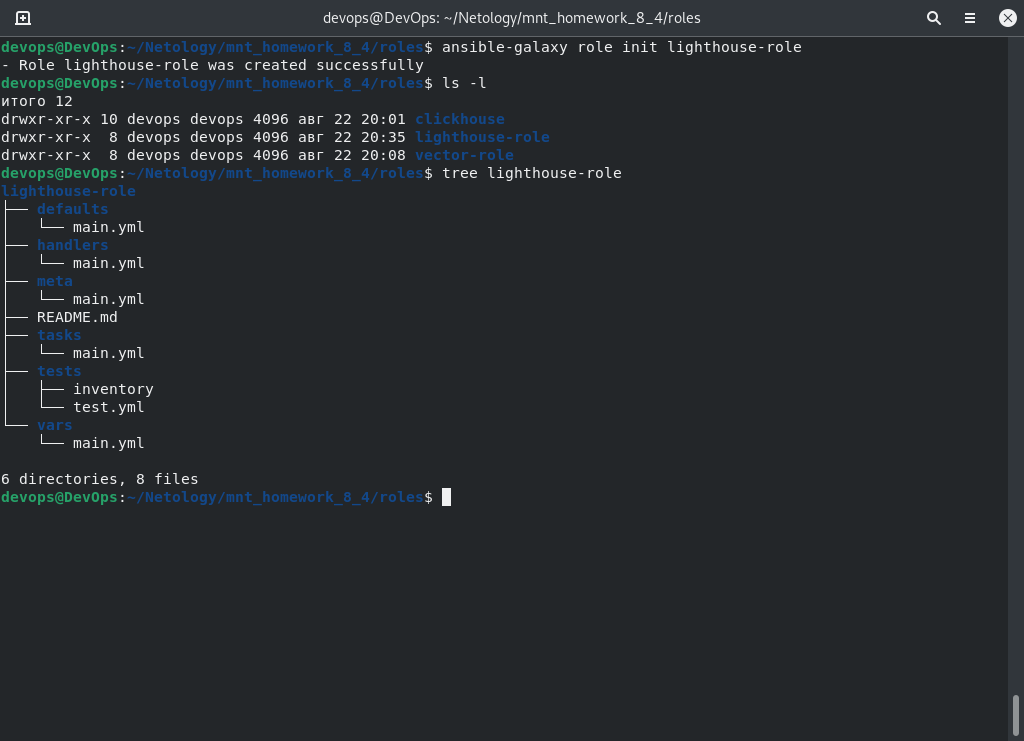 devops@DevOps: ~/Netology/mnt_homework_8_4/roles
devops@DevOps:~/Netology/mnt_homework_8_4/roles$ ansible-galaxy role init lighthouse-role
- Role lighthouse-role was created successfully
devops@DevOps:~/Netology/mnt_homework_8_4/roles$ ls -l
итого 12
drwxr-xr-x 10 devops devops 4096 авг 22 20:01 clickhouse
drwxr-xr-x  8 devops devops 4096 авг 22 20:35 lighthouse-role
drwxr-xr-x  8 devops devops 4096 авг 22 20:08 vector-role
devops@DevOps:~/Netology/mnt_homework_8_4/roles$ tree lighthouse-role
lighthouse-role
├── defaults
│   └── main.yml
├── handlers
│   └── main.yml
├── meta
│   └── main.yml
├── README.md
├── tasks
│   └── main.yml
├── tests
│   ├── inventory
│   └── test.yml
└── vars
    └── main.yml
6 directories, 8 files
devops@DevOps:~/Netology/mnt_homework_8_4/roles$